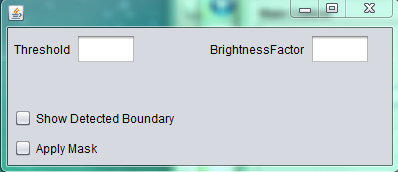 Threshold BrightnessFactor
Show Detected Boundary
Apply Mask